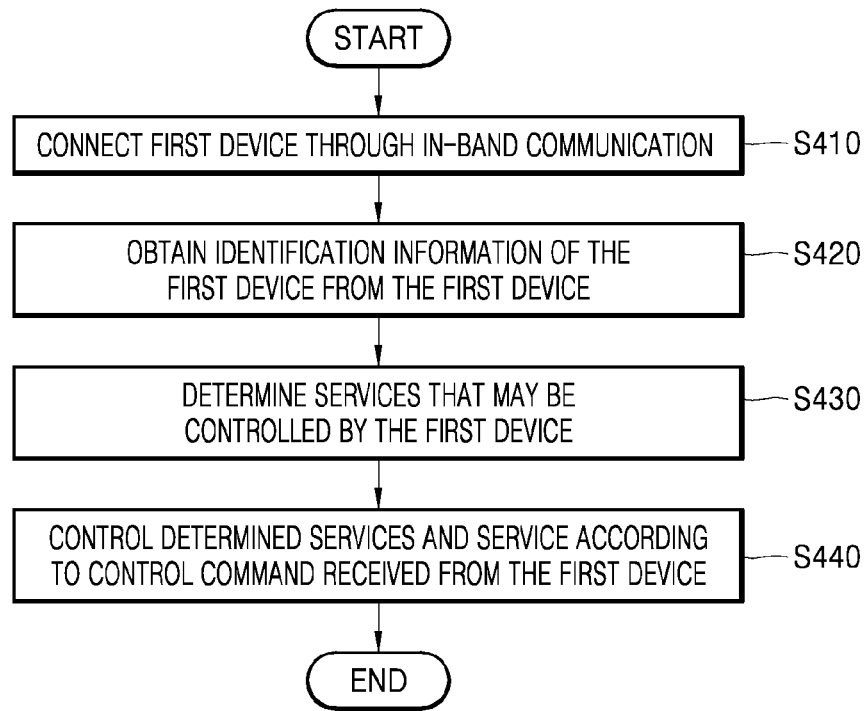 START
CONNECT FIRST DEVICE THROUGH IN-BAND COMMUNICATION
S410
OBTAIN IDENTIFICATION INFORMATION OF THE
FIRST DEVICE FROM THE FIRST DEVICE
S420
DETERMINE SERVICES THAT MAY BE
CONTROLLED BY THE FIRST DEVICE
S430
CONTROL DETERMINED SERVICES AND SERVICE ACCORDING
TO CONTROL COMMAND RECEIVED FROM THE FIRST DEVICE
S440
END